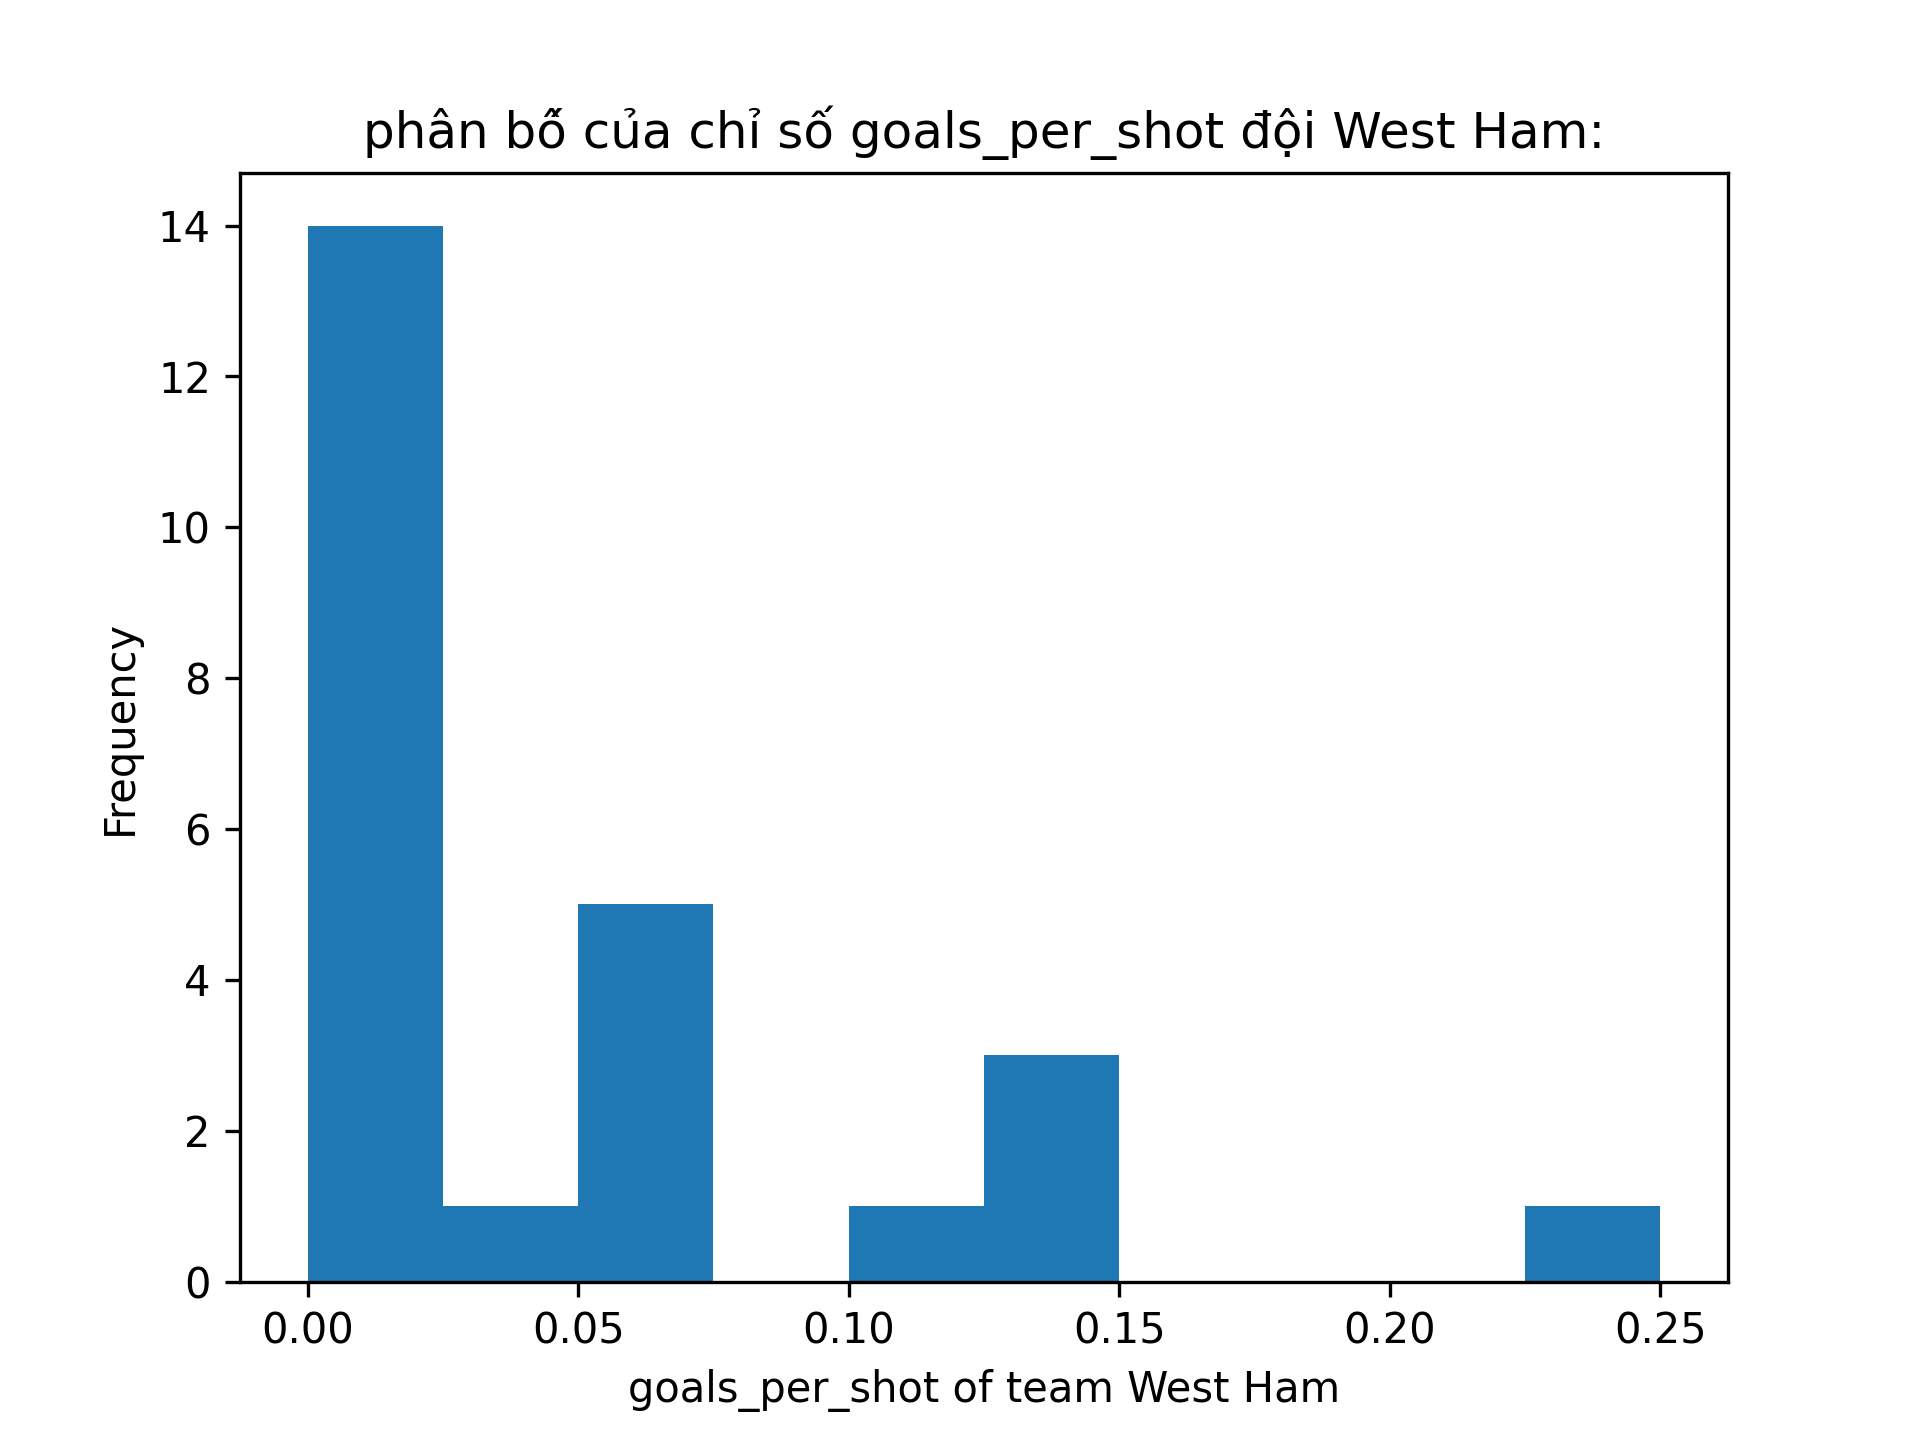 phân bố của chỉ số goals_per_shot đội West Ham:
14
12
10
8
6
4
2
0
Frequency
0.00 0.05 0.10 0.15 0.20 0.25
goals_per_shot of team West Ham